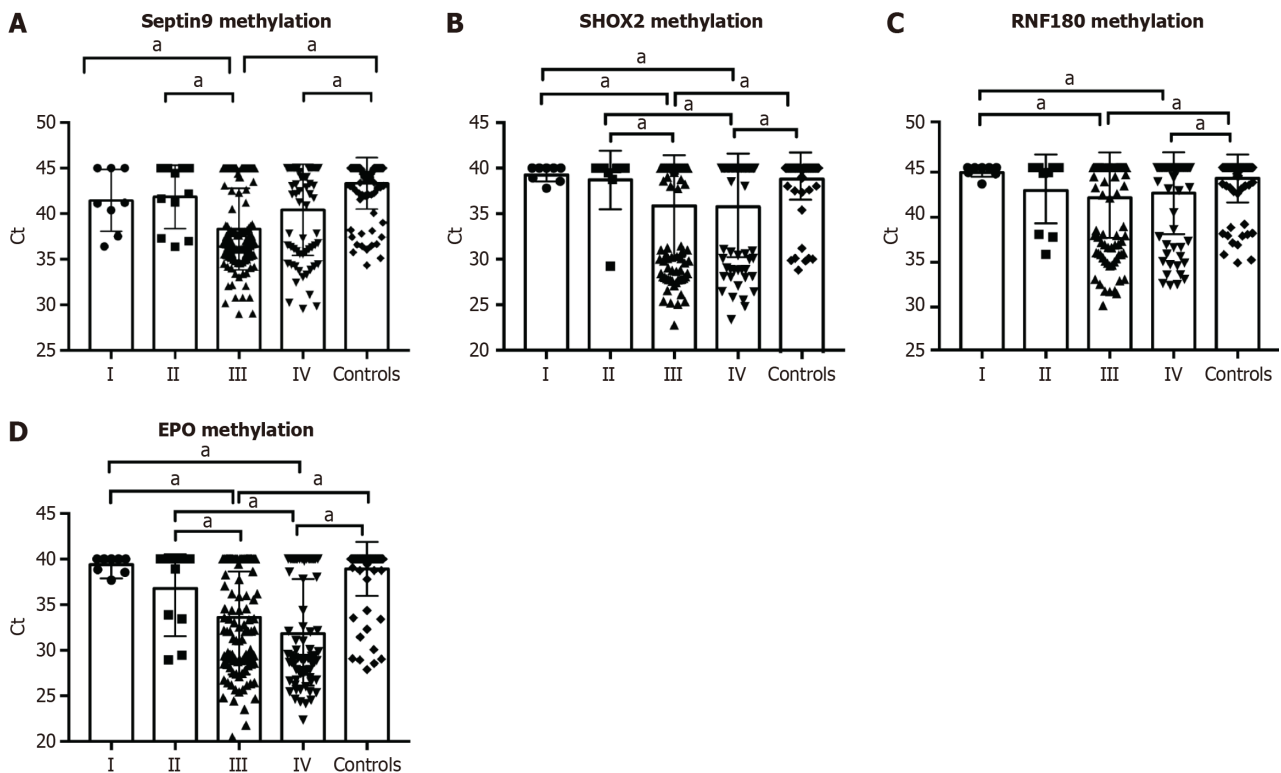 A Septin9 methylation
a a
a a
Ct
50
45
40
35
30
25
I II III IV Controls
B SHOX2 methylation
a
a a
a
a a
Ct
45
40
35
30
25
20
I II III IV Controls
C RNF180 methylation
a
a a
a
Ct
50
45
40
35
30
25
I II III IV Controls
D EPO methylation
a
a a
a
a a
Ct
45
40
35
30
25
20
I II III IV Controls